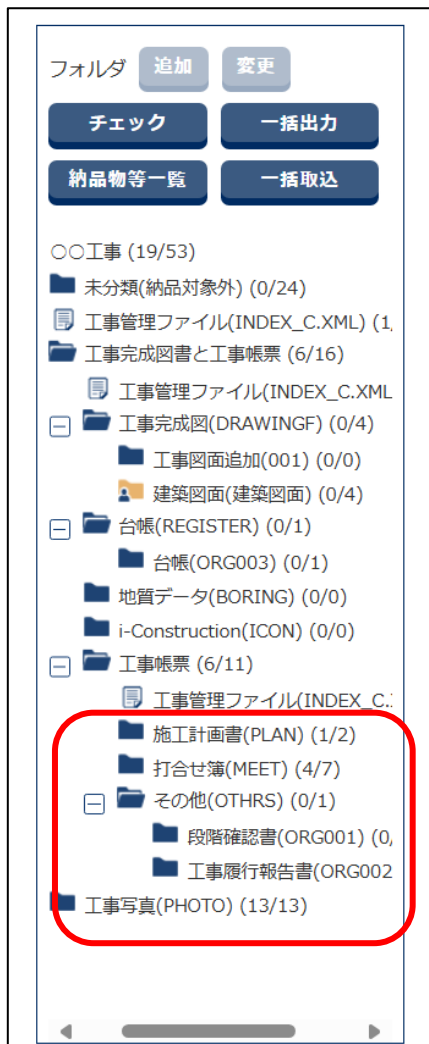 フォルダ 追加 変更
チェック 一括出力
納品物等一覧 一括取込
○○工事 (19/53)
未分類(納品対象外) (0/24)
工事管理ファイル(INDEX_C.XML) (1,
工事完成図書と工事帳票 (6/16)
工事管理ファイル(INDEX_C.XML
工事完成図(DRAWINGF) (0/4)
工事図面追加(001) (0/0)
建築図面(建築図面) (0/4)
台帳(REGISTER) (0/1)
台帳(ORG003) (0/1)
地質データ(BORING) (0/0)
i-Construction(ICON) (0/0)
工事帳票 (6/11)
工事管理ファイル(INDEX_C.
施工計画書(PLAN) (1/2)
打合せ簿(MEET) (4/7)
その他(OTHRS) (0/1)
段階確認書(ORG001) (0,
工事履行報告書(ORG002
工事写真(PHOTO) (13/13)